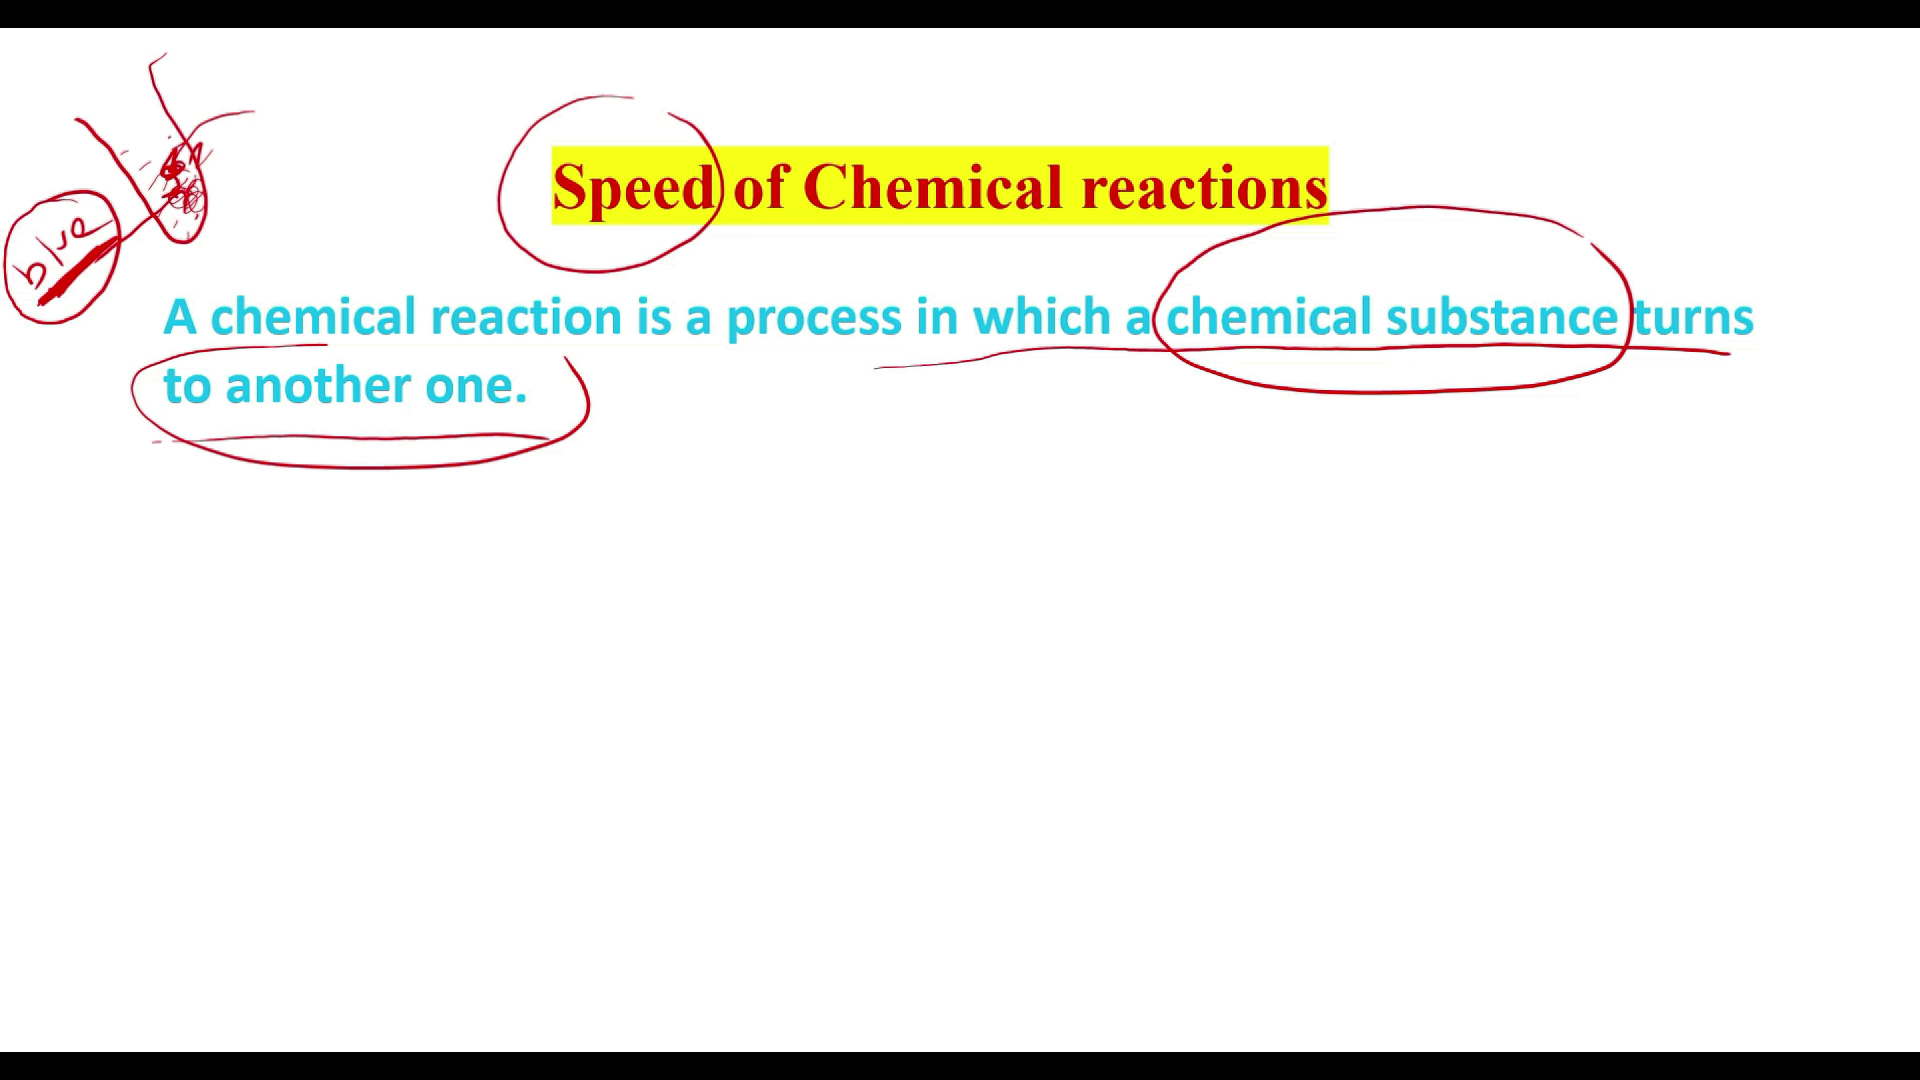 Speed of Chemical reactions
blue
A chemical reaction is a process in which a chemical substance turns
to another one.